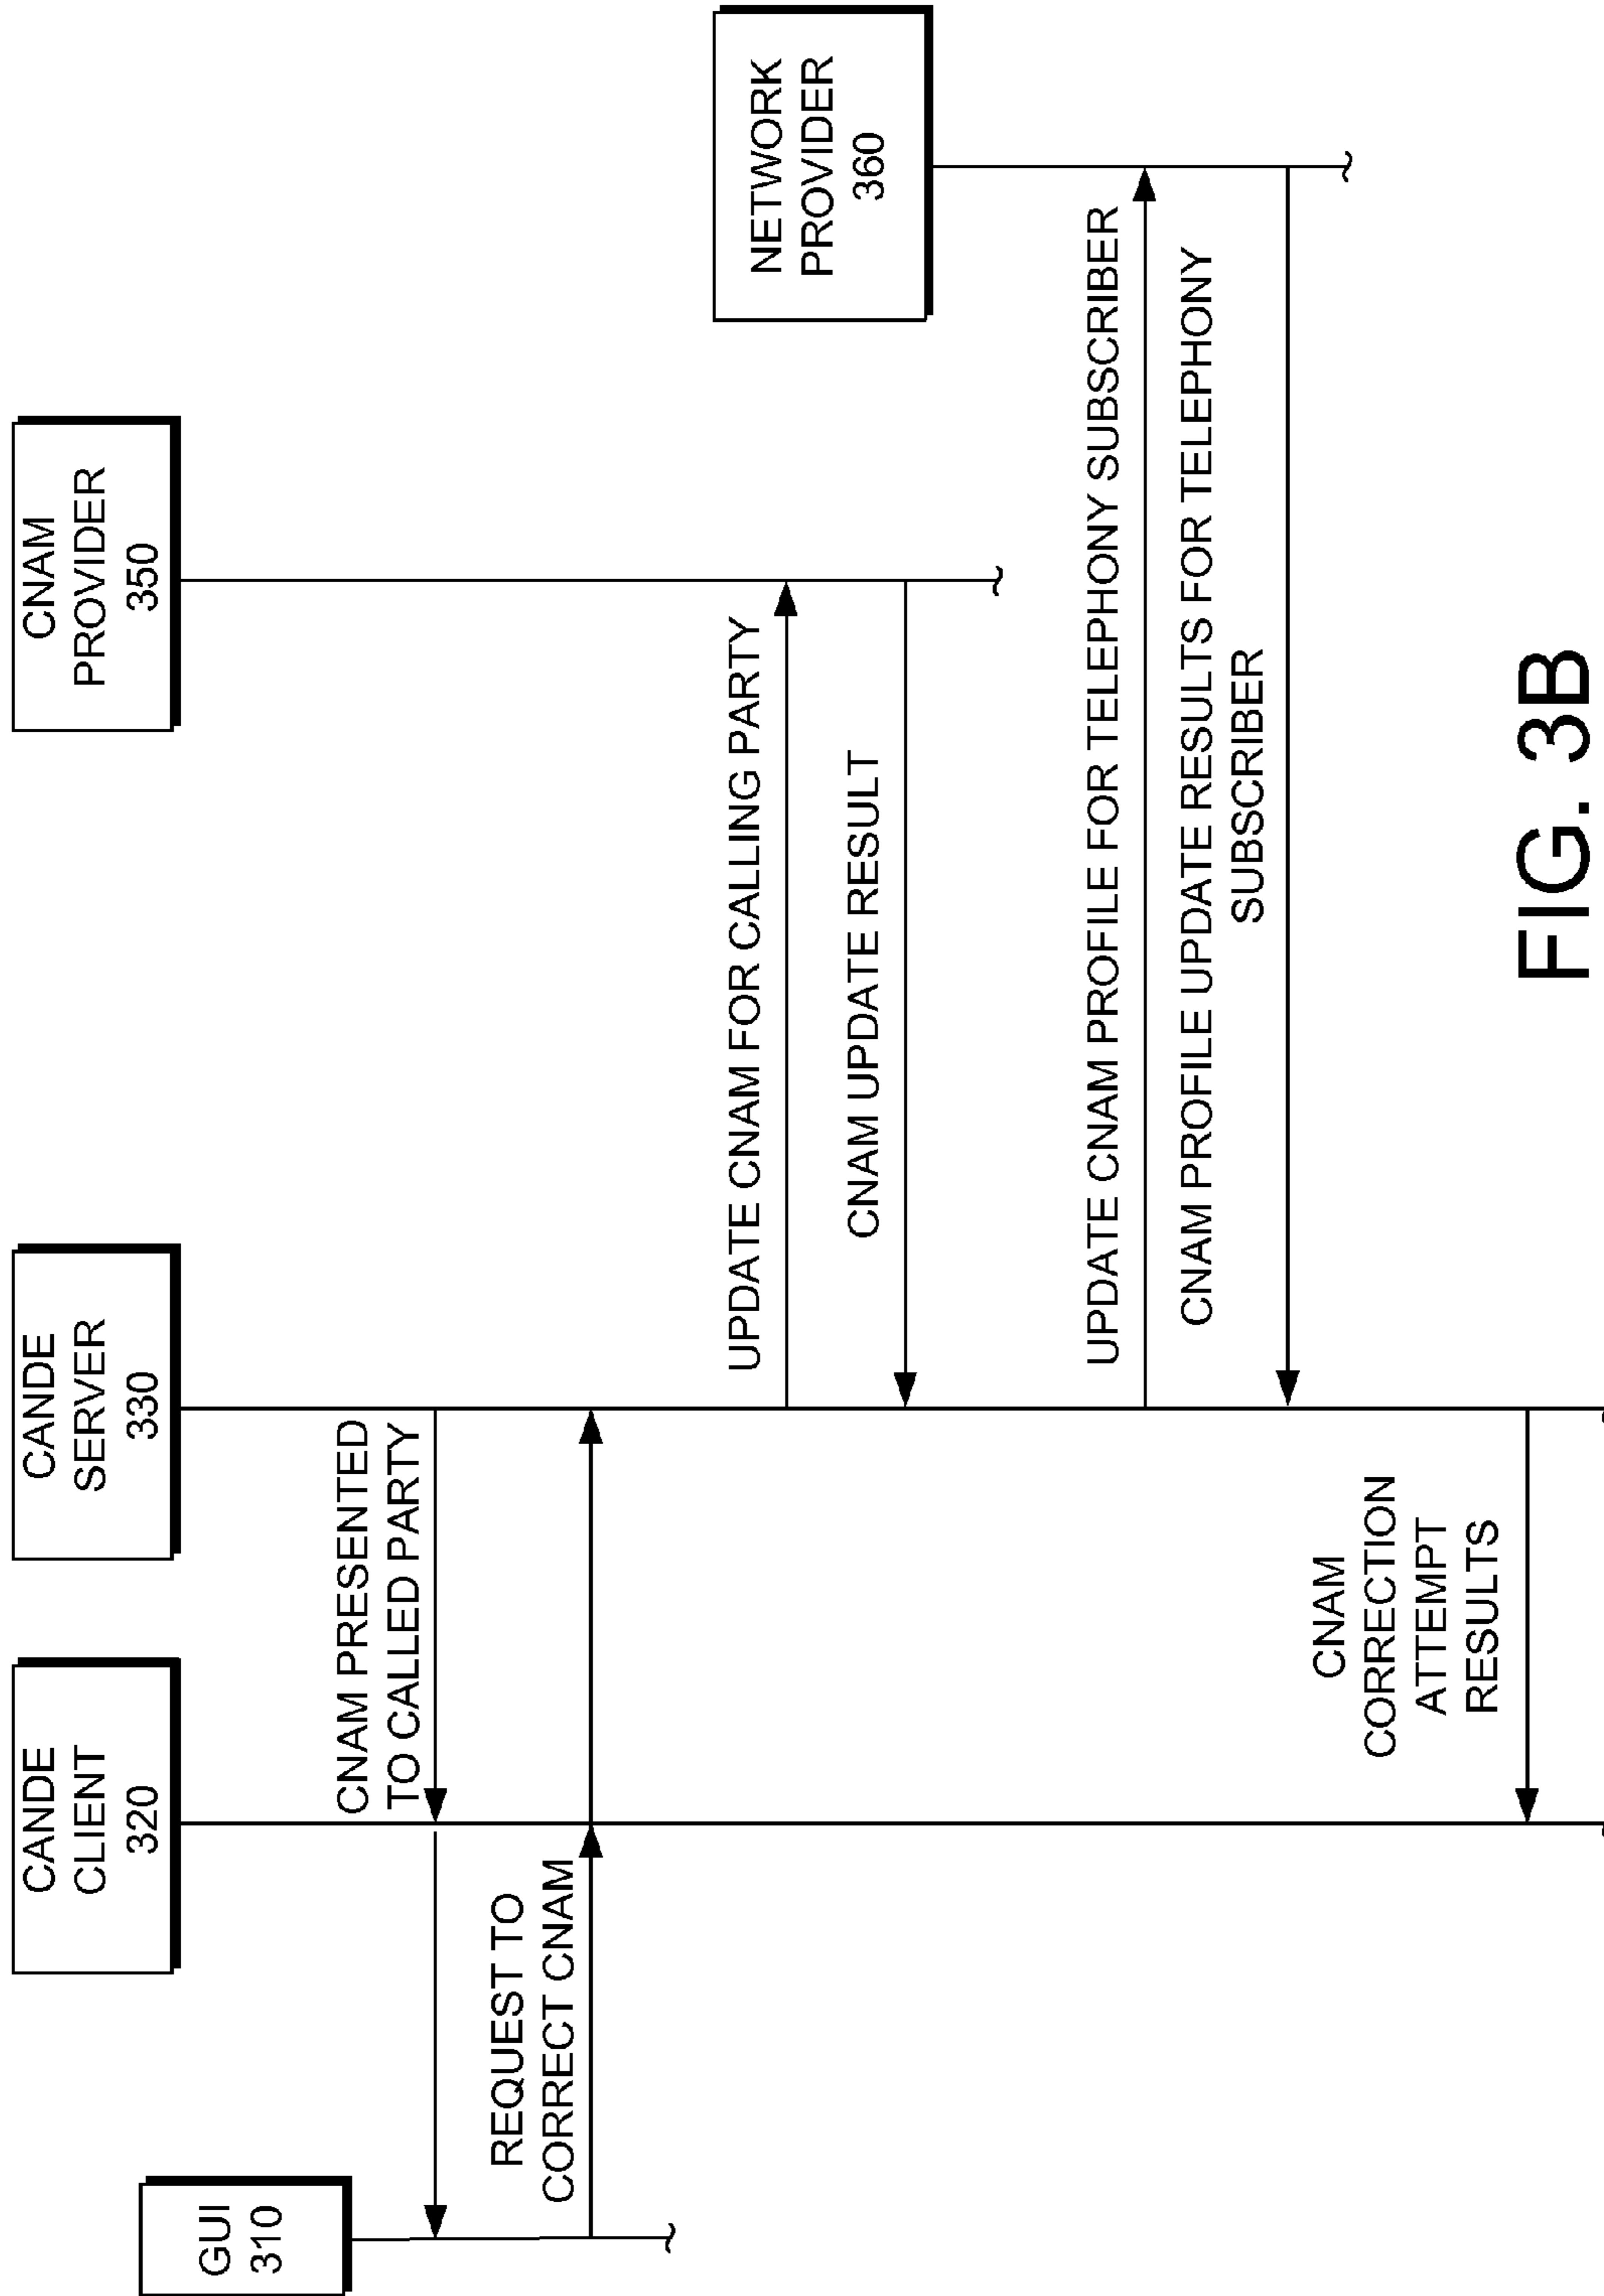 GUI
310
CANDE
CLIENT
320
CANDE
SERVER
330
CNAM
PROVIDER
350
NETWORK
PROVIDER
360
CNAM PRESENTED
TO CALLED PARTY
REQUEST TO
CORRECT CNAM
UPDATE CNAM FOR CALLING PARTY
CNAM UPDATE RESULT
UPDATE CNAM PROFILE FOR TELEPHONY SUBSCRIBER
CNAM PROFILE UPDATE RESULTS FOR TELEPHONY
SUBSCRIBER
CNAM
CORRECTION
ATTEMPT
RESULTS
FIG. 3B